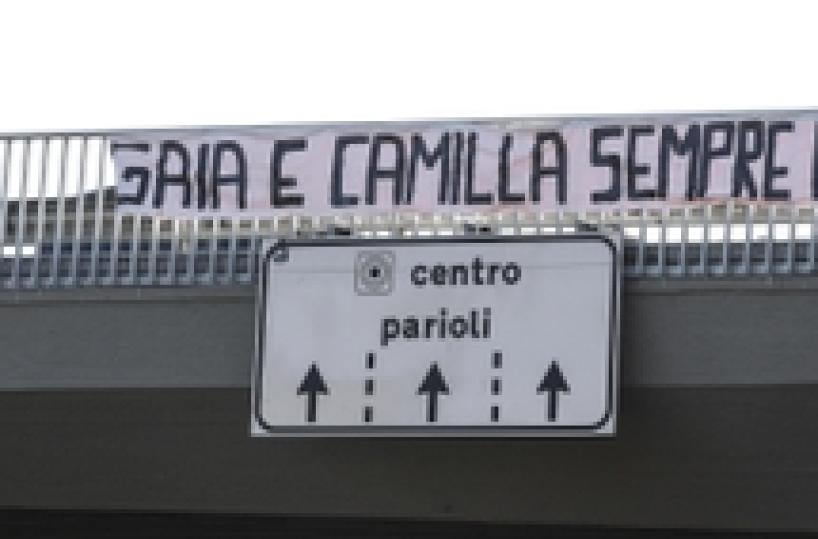 GAIA E CAMILLA SEMPRE
centro
parioli